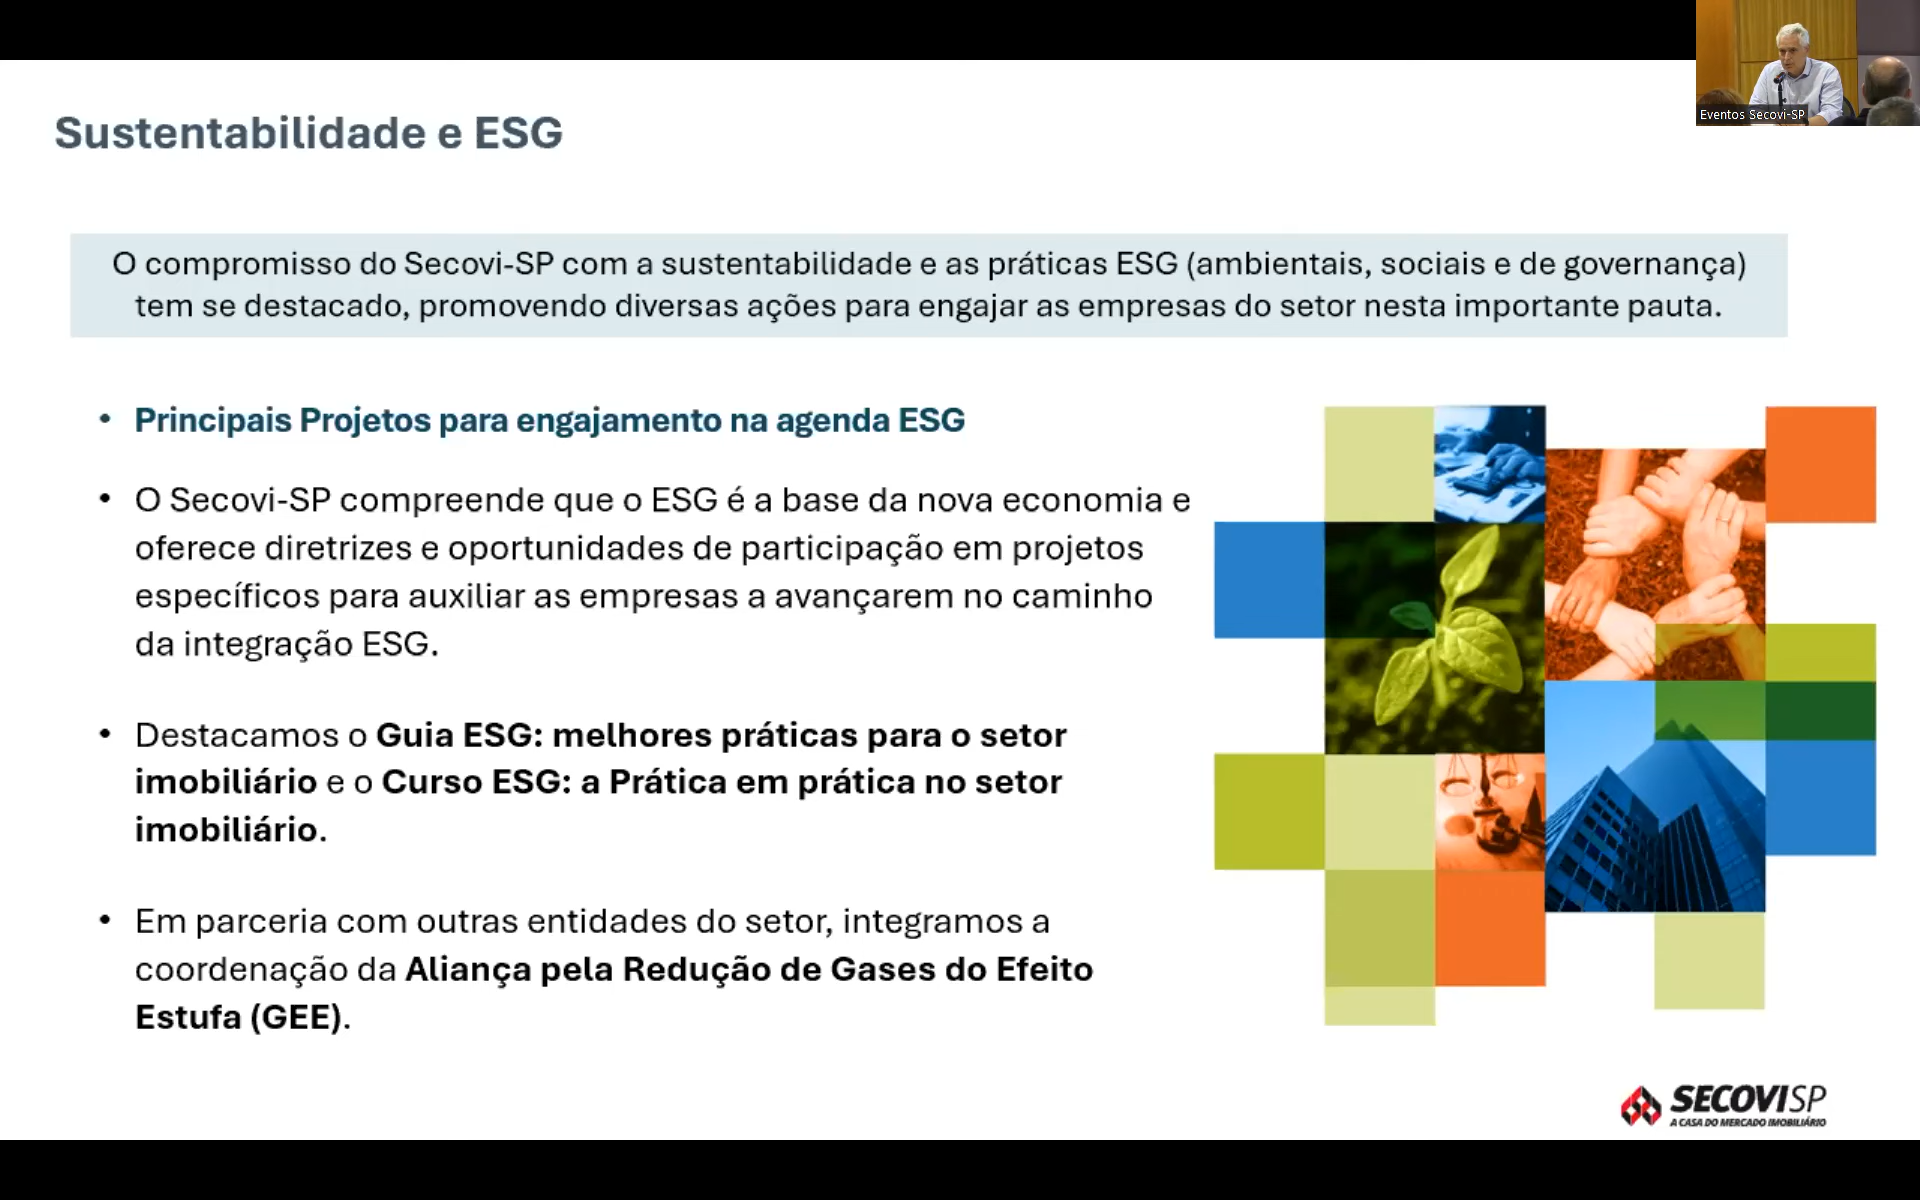 Eventos Secovi-SP
Sustentabilidade e ESG
O compromisso do Secovi-SP com a sustentabilidade e as práticas ESG (ambientais, sociais e de governança)
tem se destacado, promovendo diversas ações para engajar as empresas do setor nesta importante pauta.
• Principais Projetos para engajamento na agenda ESG
• O Secovi-SP compreende que o ESG é a base da nova economia e
oferece diretrizes e oportunidades de participação em projetos
específicos para auxiliar as empresas a avançarem no caminho
da integração ESG.
• Destacamos o Guia ESG: melhores práticas para o setor
imobiliário e o Curso ESG: a Prática em prática no setor
imobiliário.
• Em parceria com outras entidades do setor, integramos a
coordenação da Aliança pela Redução de Gases do Efeito
Estufa (GEE).
SECOVI SP
A CASA DO MERCADO IMOBILIÁRIO